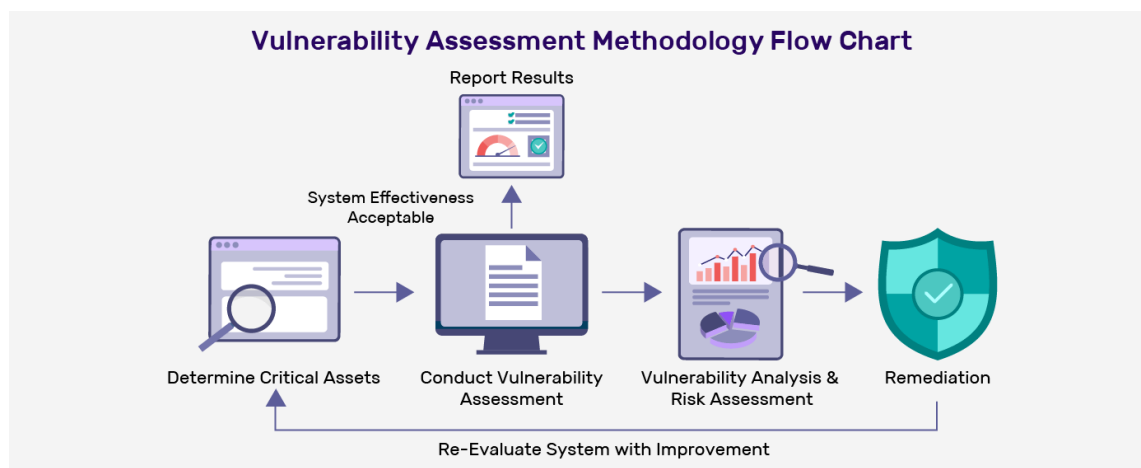 Vulnerability Assessment Methodology Flow Chart
Report Results
System Effectiveness
Acceptable
Determine Critical Assets
Conduct Vulnerability
Assessment
Vulnerability Analysis &
Risk Assessment
Remediation
Re-Evaluate System with Improvement